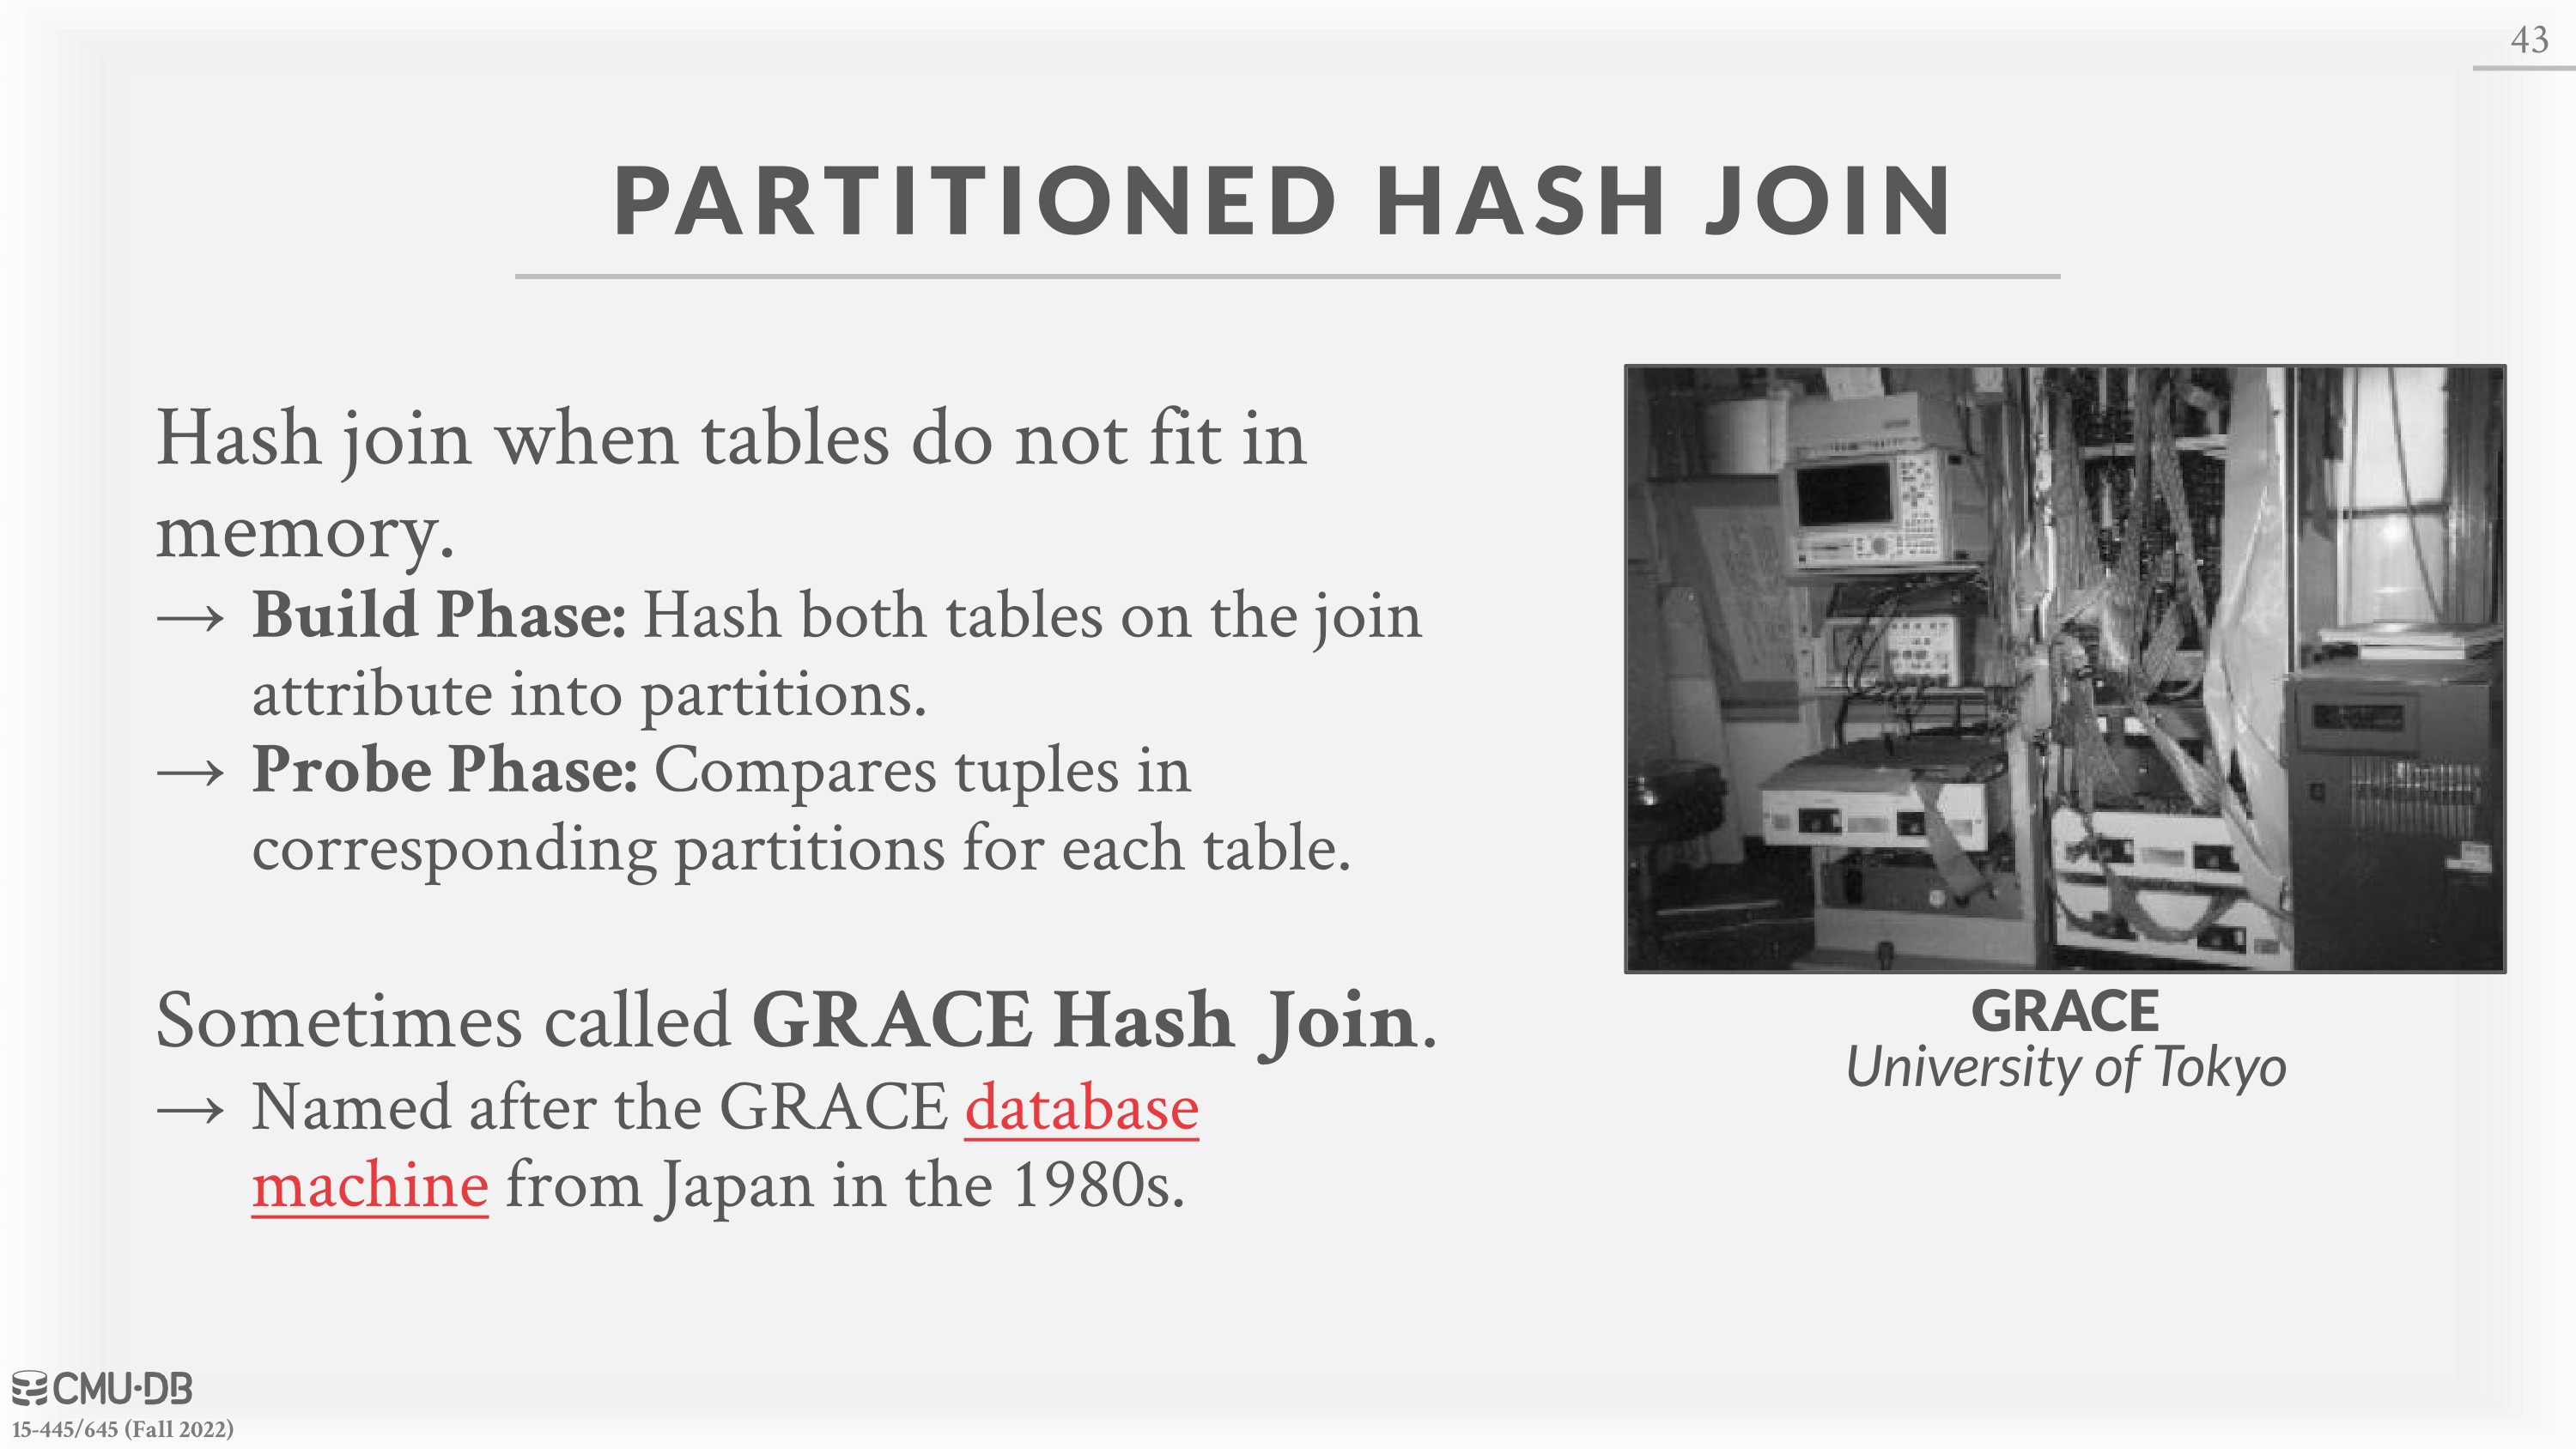 43
PARTITIONED HASH JOIN
Hash join when tables do not fit in
memory.
→ Build Phase: Hash both tables on the join
attribute into partitions.
→ Probe Phase: Compares tuples in
corresponding partitions for each table.
Sometimes called GRACE Hash Join.
→ Named after the GRACE database
machine from Japan in the 1980s.
GRACE
University of Tokyo
CMU·DB
15-445/645 (Fall 2022)